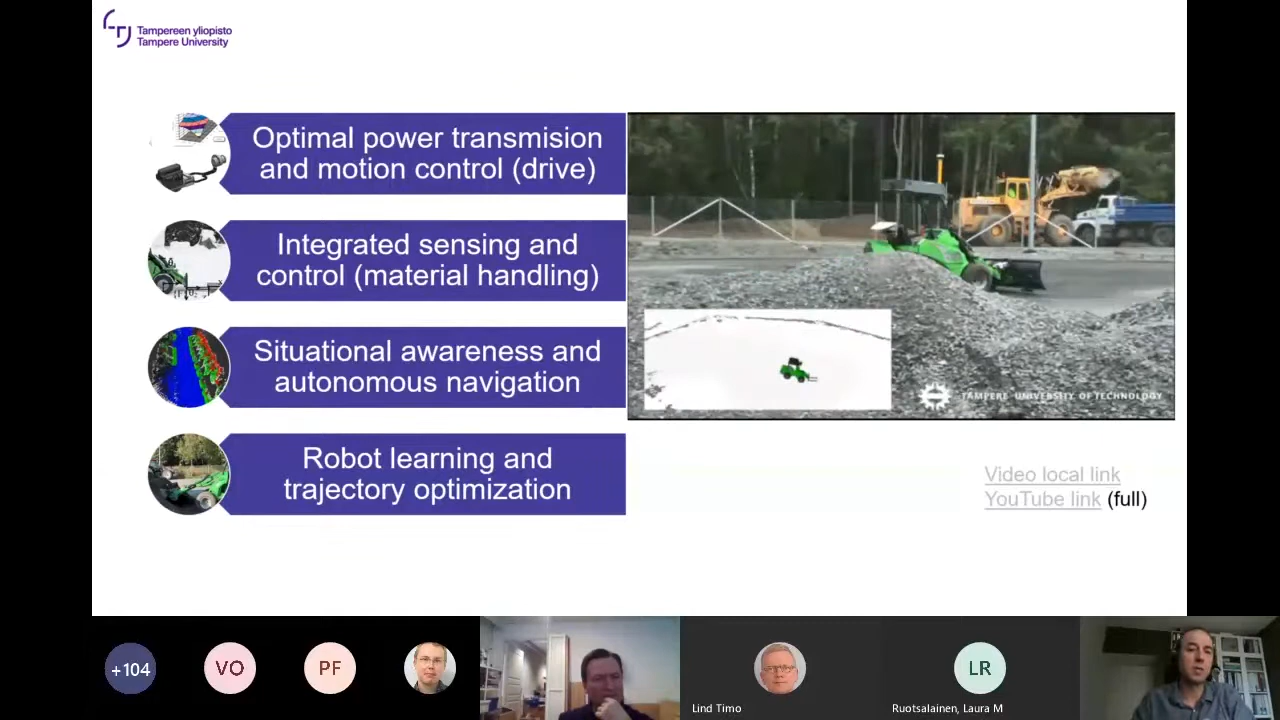 Tampereen yliopisto
Tampere University
Optimal power transmision
and motion control (drive)
Integrated sensing and
control (material handling)
Situational awareness and
autonomous navigation
Robot learning and
trajectory optimization
TAMPERE UNIVERSITY OF TECHNOLOGY
Video local link
YouTube link (full)
+104
VO
PF
LR
Lind Timo
Ruotsalainen, Laura M